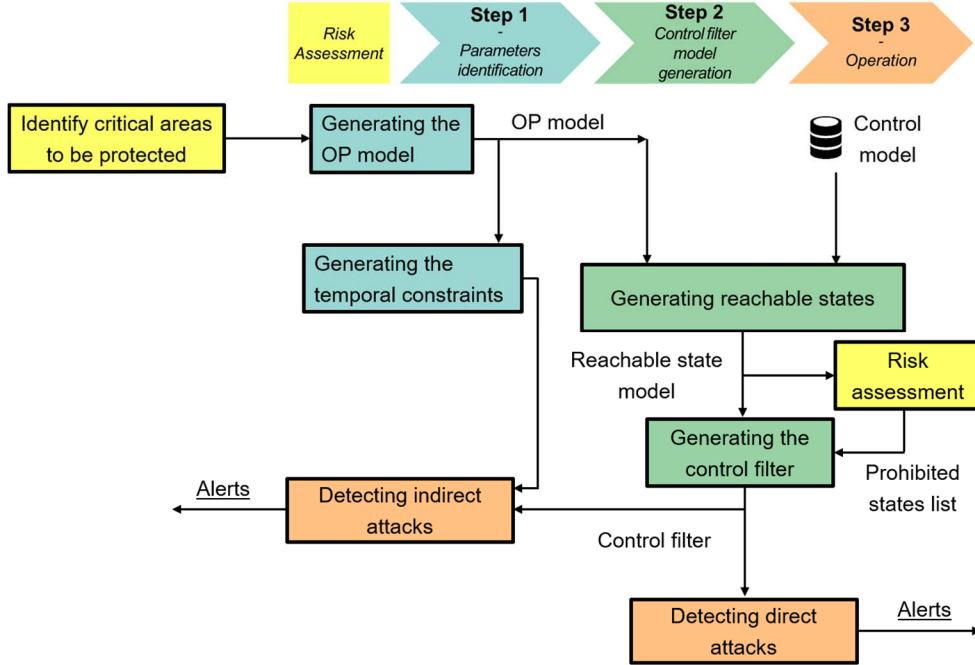 Risk
Assessment
Step 1
-
Parameters
identification
Step 2
Control filter
model
generation
Step 3
-
Operation
Identify critical areas
to be protected
Generating the
OP model
OP model
Control
model
Generating the
temporal constraints
Generating reachable states
Reachable state
model
Risk
assessment
Generating the
control filter
Prohibited
states list
Alerts
Detecting indirect
attacks
Control filter
Detecting direct
attacks
Alerts